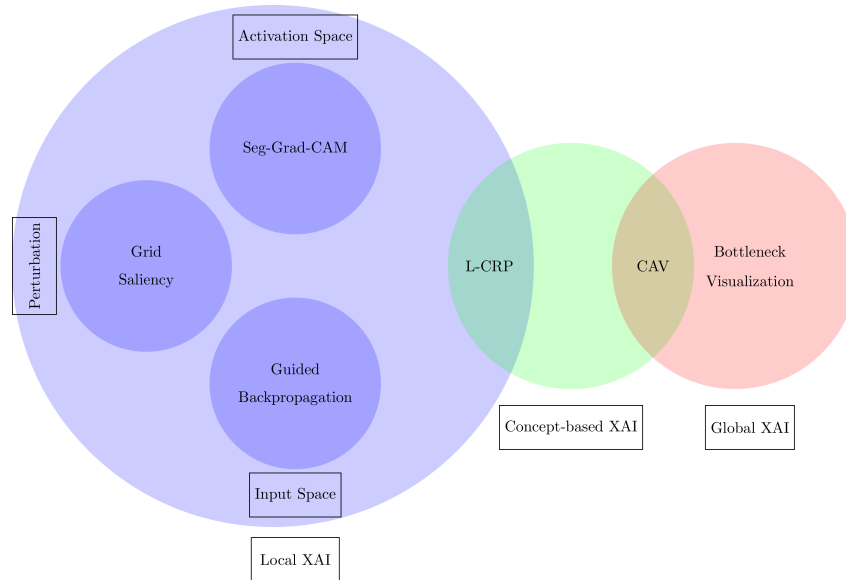 Activation Space
Seg-Grad-CAM
Perturbation
Grid
Saliency
L-CRP
CAV
Bottleneck
Visualization
Guided
Backpropagation
Concept-based XAI
Global XAI
Input Space
Local XAI